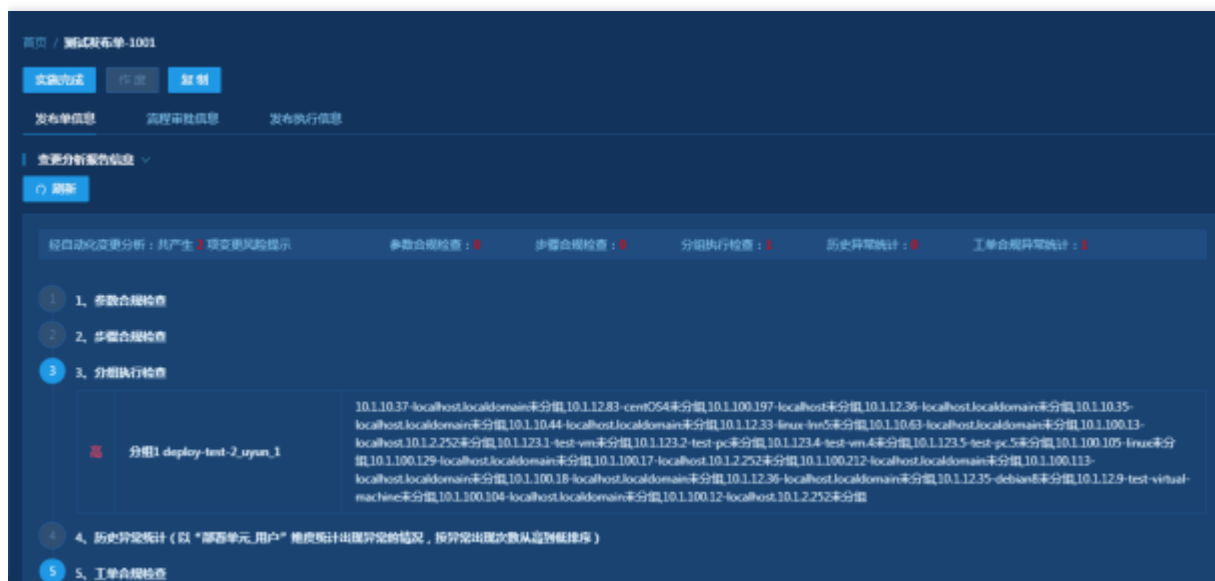 首页 / 测试发布单-1001
实施完成 作废 复制
发布单信息 流程审批信息 发布执行信息
变更分析报告信息
刷新
经自动化变更分析：共产生 2 项变更风险提示 参数合规检查：0 步骤合规检查：0 分组执行检查：1 历史异常统计：0 工单合规异常统计：1
1 1、参数合规检查
2 2、步骤合规检查
3 3、分组执行检查
10.1.10.37-localhost.localdomain未分组,10.1.12.83-centOS4未分组,10.1.100.197-localhost未分组,10.1.12.36-localhost.localdomain未分组,10.1.10.35-
localhost.localdomain未分组,10.1.10.44-localhost.localdomain未分组,10.1.12.33-linux-lnn5未分组,10.1.10.63-localhost.localdomain未分组,10.1.100.13-
localhost.10.1.2.252未分组,10.1.123.1-test-vm未分组,10.1.123.2-test-pc未分组,10.1.123.4-test-vm.4未分组,10.1.123.5-test-pc.5未分组,10.1.100.105-linux未分
高 分组1 deploy-test-2_uyun_1 组,10.1.100.129-localhost.localdomain未分组,10.1.100.17-localhost.10.1.2.252未分组,10.1.100.212-localhost.localdomain未分组,10.1.100.113-
localhost.localdomain未分组,10.1.100.18-localhost.localdomain未分组,10.1.12.36-localhost.localdomain未分组,10.1.12.35-debian8未分组,10.1.12.9-test-virtual-
machine未分组,10.1.100.104-localhost.localdomain未分组,10.1.100.12-localhost.10.1.2.252未分组
4 4、历史异常统计（以“部署单元_用户”维度统计出现异常的情况，按异常出现次数从高到低排序）
5 5、工单合规检查